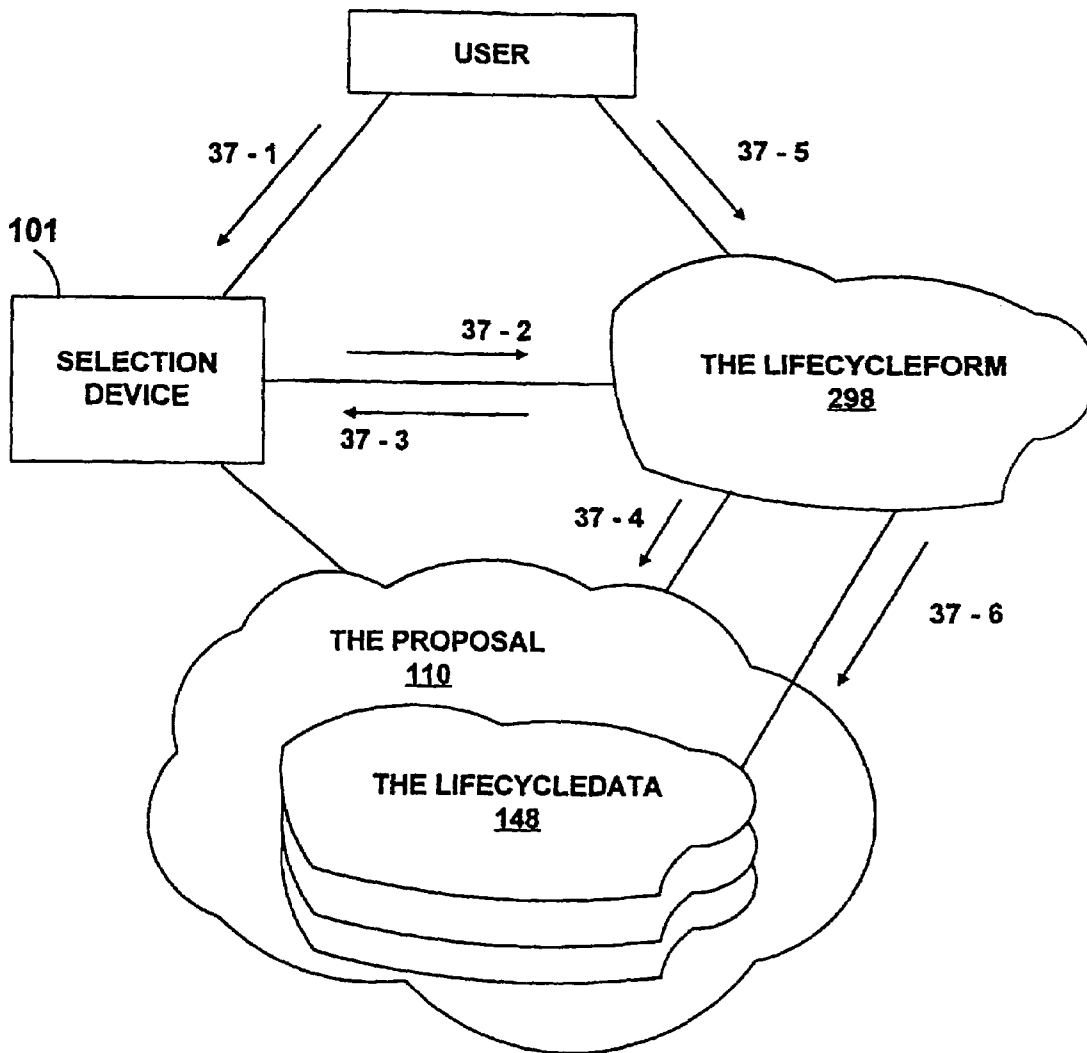 USER
37 - 1
37 - 5
101
SELECTION
DEVICE
37 - 2
37 - 3
THE LIFECYCLEFORM
298
37 - 4
37 - 6
THE PROPOSAL
110
THE LIFECYCLEDATA
148